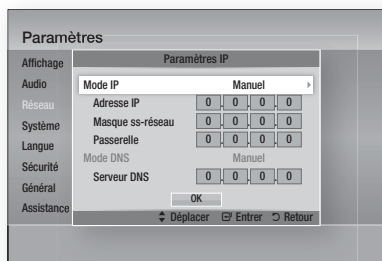 Paramètres
Affichage
Audio
Réseau
Système
Langue
Sécurité
Général
Assistance
Paramètres IP
Mode IP Manuel
Adresse IP 0 . 0 . 0 . 0
Masque ss-réseau 0 . 0 . 0 . 0
Passerelle 0 . 0 . 0 . 0
Mode DNS Manuel
Serveur DNS 0 . 0 . 0 . 0
OK
Déplacer Entrer Retour